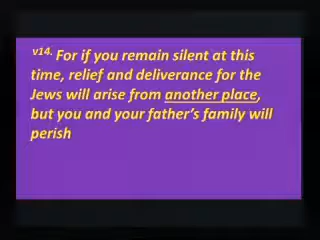 v14. For if you remain silent at this
time, relief and deliverance for the
Jews will arise from another place,
but you and your father's family will
perish